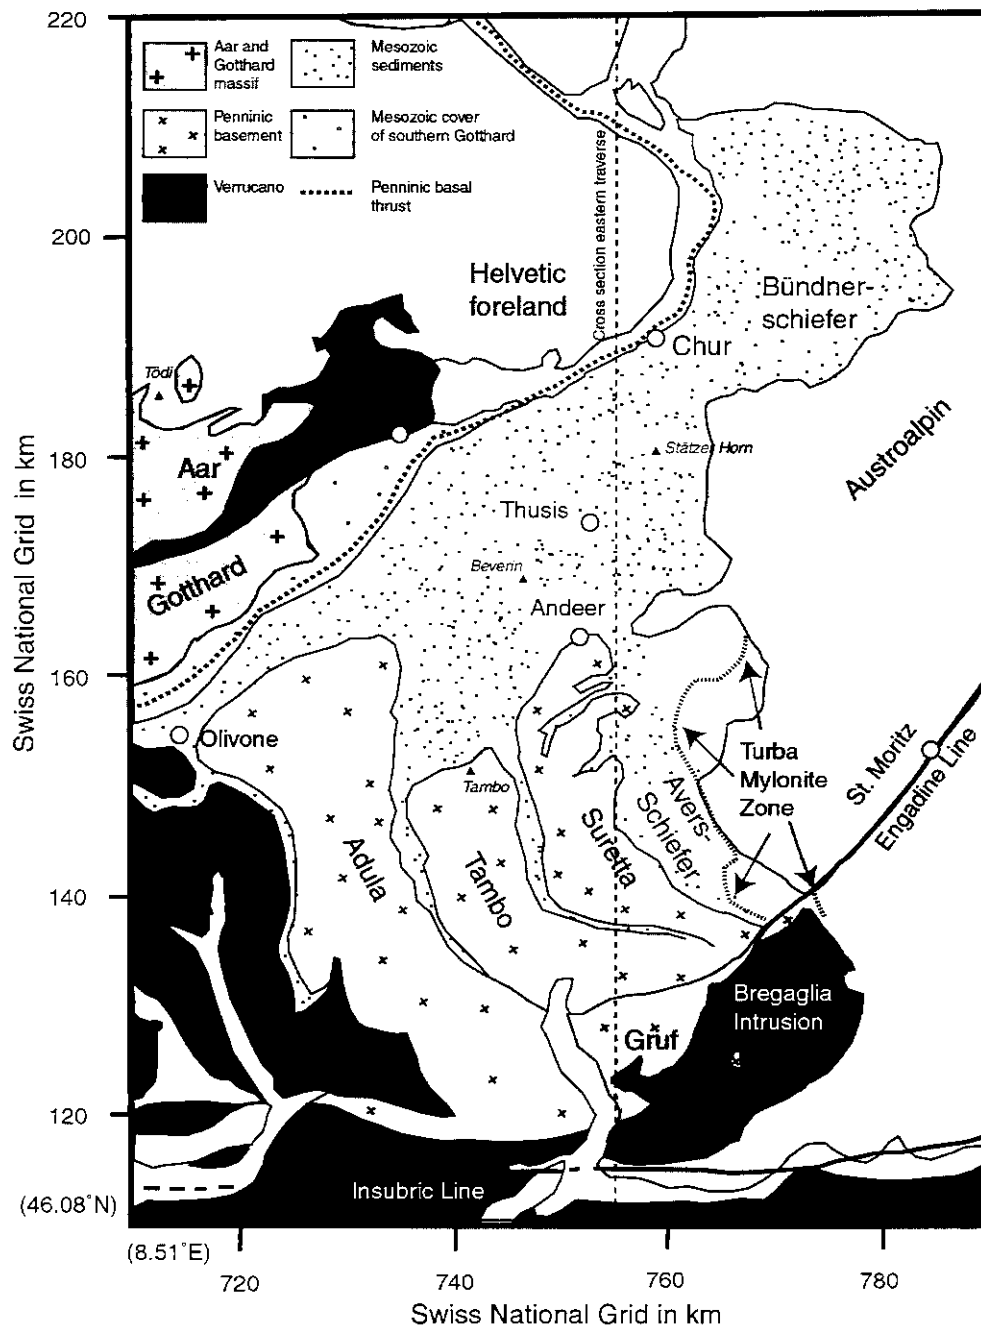 220
200
180
160
140
120
(46.08°N)
Swiss National Grid in km
Aar and
Gotthard
massif
Mesozoic
sediments
Penninic
basement
Mesozoic cover
of southern Gotthard
Verrucano
Penninic basal
thrust
Cross section eastern traverse
Helvetic
foreland
Bündner-
schiefer
Chur
Tödi
Aar
Stätzer Horn
Austroalpin
Thusis
Gotthard
Beverin
Andeer
Olivone
Turba
Mylonite
Zone
St. Moritz
Engadine Line
Tambo
Avers-
Schiefer
Suretta
Adula
Tambo
Bregaglia
Intrusion
Gruf
Insubric Line
(8.51°E)
720
740
760
780
Swiss National Grid in km